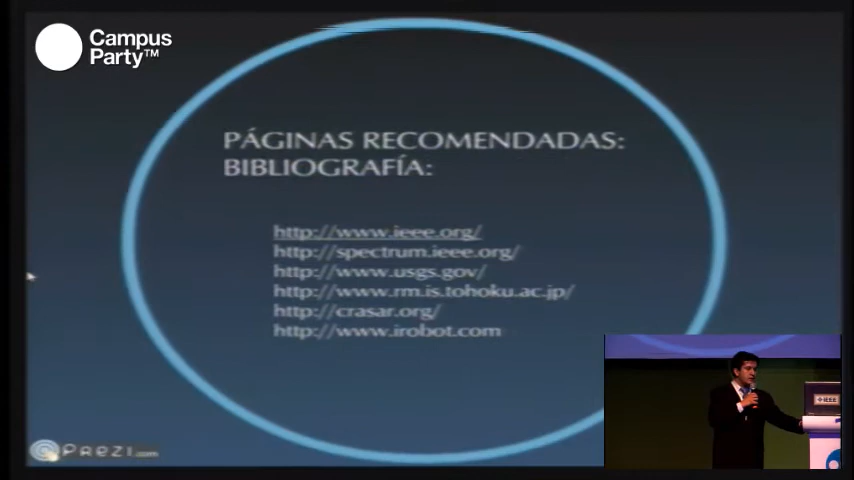 Campus
Party™
PÁGINAS RECOMENDADAS:
BIBLIOGRAFÍA:
http://www.ieee.org/
http://spectrum.ieee.org/
http://www.usgs.gov/
http://www.rm.is.tohoku.ac.jp/
http://crasar.org/
http://www.irobot.com
PREZI.com
IEEE